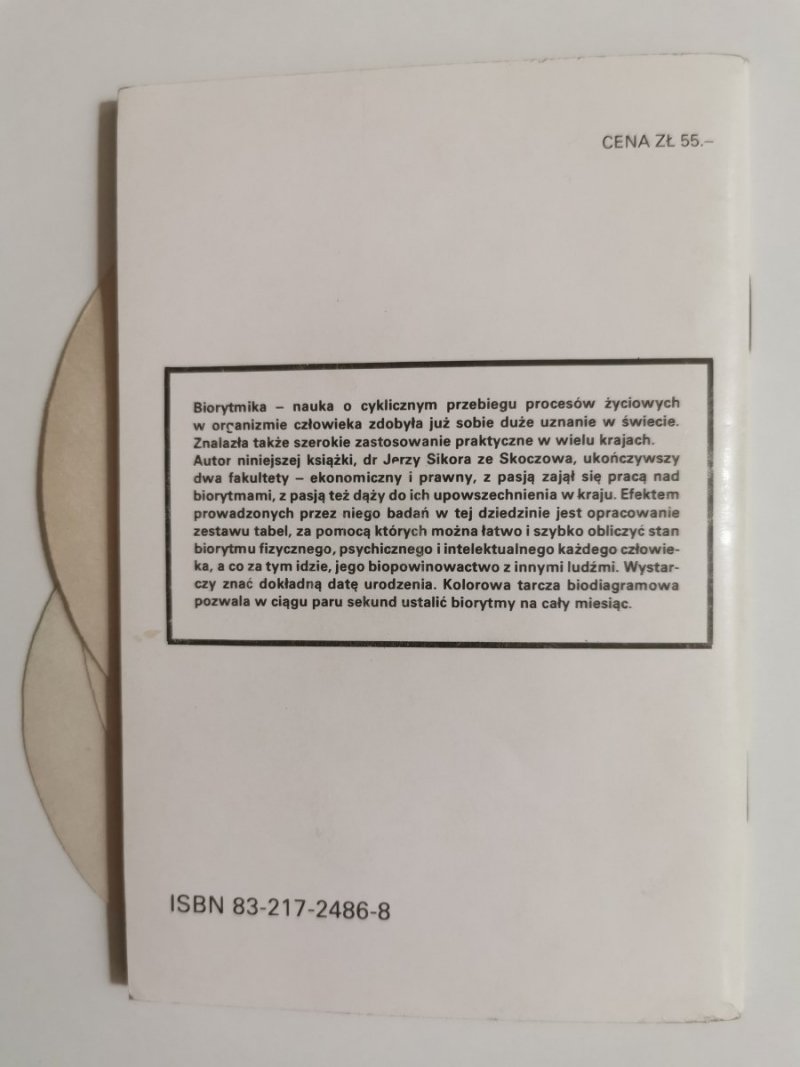 CENA ZŁ 55.–
Biorytmika – nauka o cyklicznym przebiegu procesów życiowych
w organizmie człowieka zdobyła już sobie duże uznanie w świecie.
Znalazła także szerokie zastosowanie praktyczne w wielu krajach.
Autor niniejszej książki, dr Jerzy Sikora ze Skoczowa, ukończywszy
dwa fakultety – ekonomiczny i prawny, z pasją zajął się pracą nad
biorytmami, z pasją też dąży do ich upowszechnienia w kraju. Efektem
prowadzonych przez niego badań w tej dziedzinie jest opracowanie
zestawu tabel, za pomocą których można łatwo i szybko obliczyć stan
biorytmu fizycznego, psychicznego i intelektualnego każdego człowie-
ka, a co za tym idzie, jego biopowinowactwo z innymi ludźmi. Wystar-
czy znać dokładną datę urodzenia. Kolorowa tarcza biodiagramowa
pozwala w ciągu paru sekund ustalić biorytmy na cały miesiąc.
ISBN 83-217-2486-8